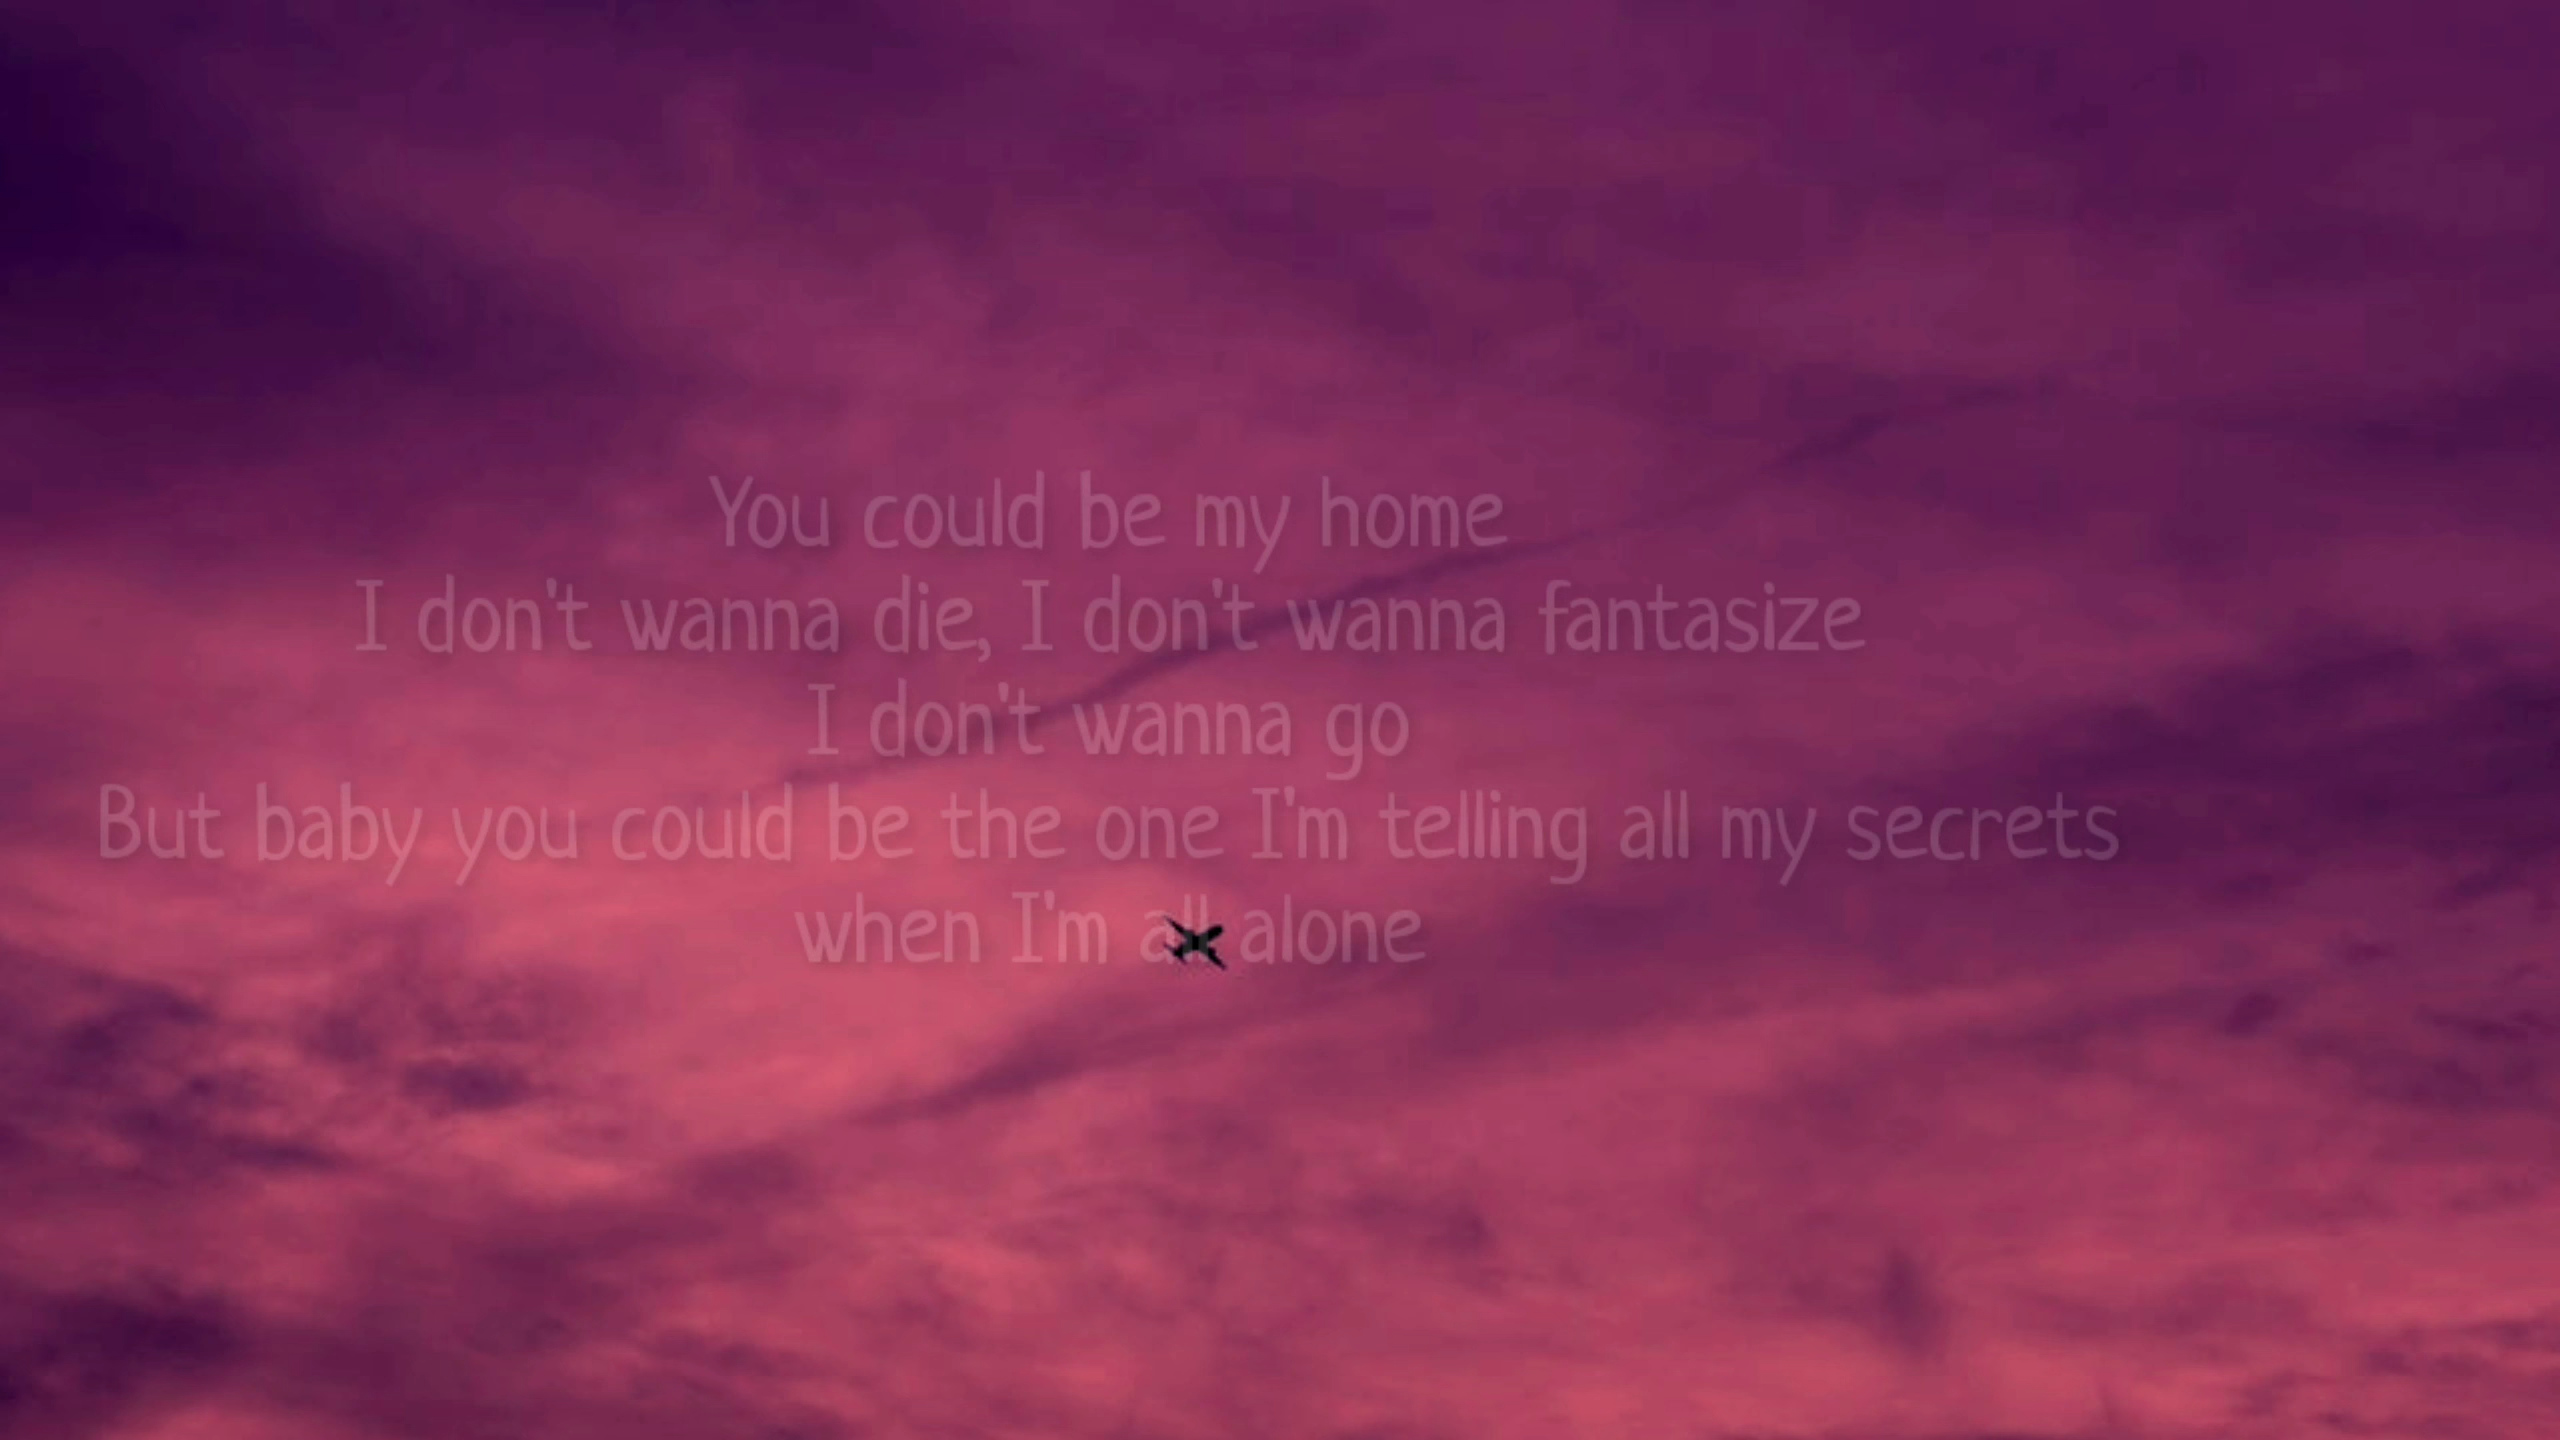 You could be my home
I don't wanna die, I don't wanna fantasize
I don't wanna go
But baby you could be the one I'm telling all my secrets
when I'm all alone